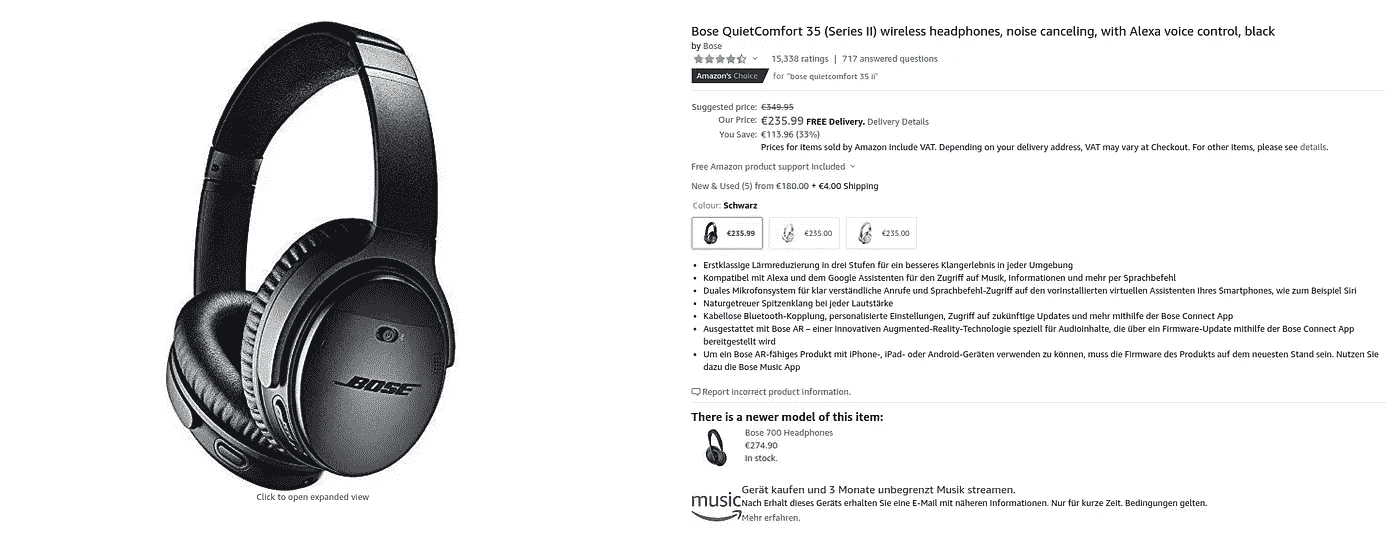 Bose QuietComfort 35 (Series II) wireless headphones, noise canceling, with Alexa voice control, black
by Bose
15,338 ratings | 717 answered questions
Amazon's Choice for "bose quietcomfort 35 ii"
Suggested price: €349.95
Our Price: €235.99 FREE Delivery. Delivery Details
You Save: €113.96 (33%)
Prices for items sold by Amazon include VAT. Depending on your delivery address, VAT may vary at Checkout. For other items, please see details.
Free Amazon product support included
New & Used (5) from €180.00 + €4.00 Shipping
Colour: Schwarz
€235.99 €235.00 €235.00
• Erstklassige Lärmreduzierung in drei Stufen für ein besseres Klangerlebnis in jeder Umgebung
• Kompatibel mit Alexa und dem Google Assistenten für den Zugriff auf Musik, Informationen und mehr per Sprachbefehl
• Duales Mikrofonsystem für klar verständliche Anrufe und Sprachbefehl-Zugriff auf den vorinstallierten virtuellen Assistenten Ihres Smartphones, wie zum Beispiel Siri
• Naturgetreuer Spitzenklang bei jeder Lautstärke
• Kabellose Bluetooth-Kopplung, personalisierte Einstellungen, Zugriff auf zukünftige Updates und mehr mithilfe der Bose Connect App
• Ausgestattet mit Bose AR – einer innovativen Augmented-Reality-Technologie speziell für Audioinhalte, die über ein Firmware-Update mithilfe der Bose Connect App
bereitgestellt wird
• Um ein Bose AR-fähiges Produkt mit iPhone-, iPad- oder Android-Geräten verwenden zu können, muss die Firmware des Produkts auf dem neuesten Stand sein. Nutzen Sie
dazu die Bose Music App
Report incorrect product information.
There is a newer model of this item:
Bose 700 Headphones
€274.90
In stock.
music
Gerät kaufen und 3 Monate unbegrenzt Musik streamen.
Nach Erhalt dieses Geräts erhalten Sie eine E-Mail mit näheren Informationen. Nur für kurze Zeit. Bedingungen gelten.
Mehr erfahren.
BOSE
Click to open expanded view